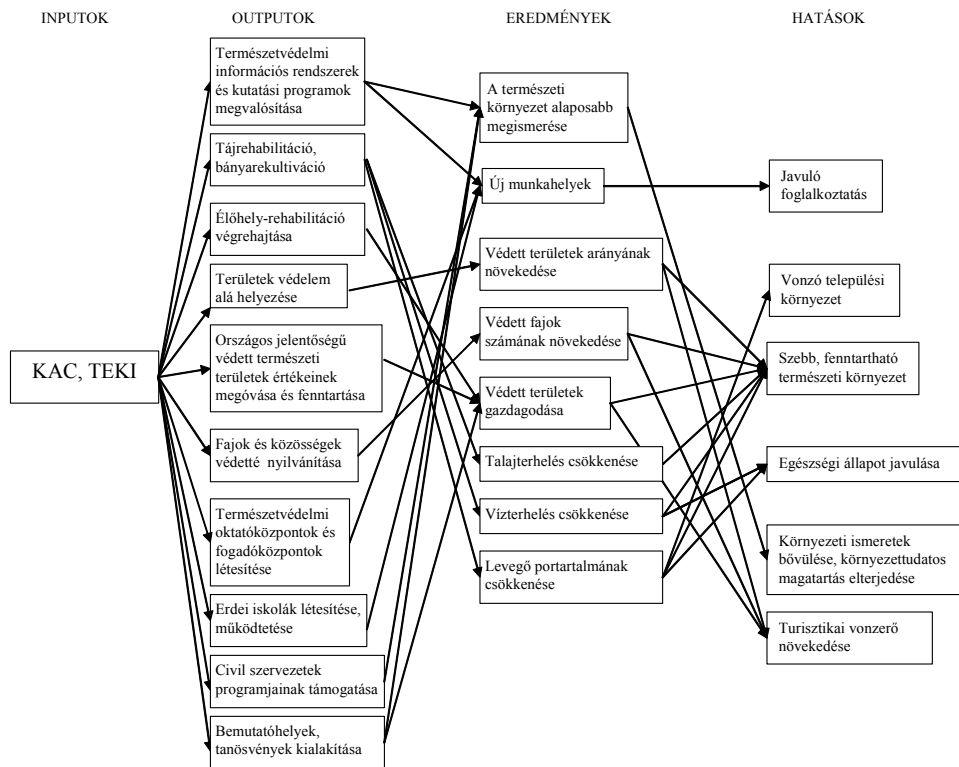 INPUTOK
OUTPUTOK
EREDMÉNYEK
HATÁSOK
KAC, TEKI
Természetvédelmi
információs rendszerek
és kutatási programok
megvalósítása
Tájrehabilitáció,
bányarekultiváció
Élőhely-rehabilitáció
végrehajtása
Területek védelem
alá helyezése
Országos jelentőségű
védett természeti
területek értékeinek
megóvása és fenntartása
Fajok és közösségek
védetté nyilvánítása
Természetvédelmi
oktatóközpontok és
fogadóközpontok
létesítése
Erdei iskolák létesítése,
működtetése
Civil szervezetek
programjainak támogatása
Bemutatóhelyek,
tanösvények kialakítása
A természeti
környezet alaposabb
megismerése
Új munkahelyek
Védett területek arányának
növekedése
Védett fajok
számának növekedése
Védett területek
gazdagodása
Talajterhelés csökkenése
Vízterhelés csökkenése
Levegő portartalmának
csökkenése
Javuló
foglalkoztatás
Vonzó települési
környezet
Szebb, fenntartható
természeti környezet
Egészségi állapot javulása
Környezeti ismeretek
bővülése, környezettudatos
magatartás elterjedése
Turisztikai vonzerő
növekedése